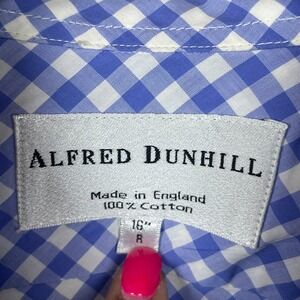 ALFRED DUNHILL
Made in England
100% Cotton
16"
R